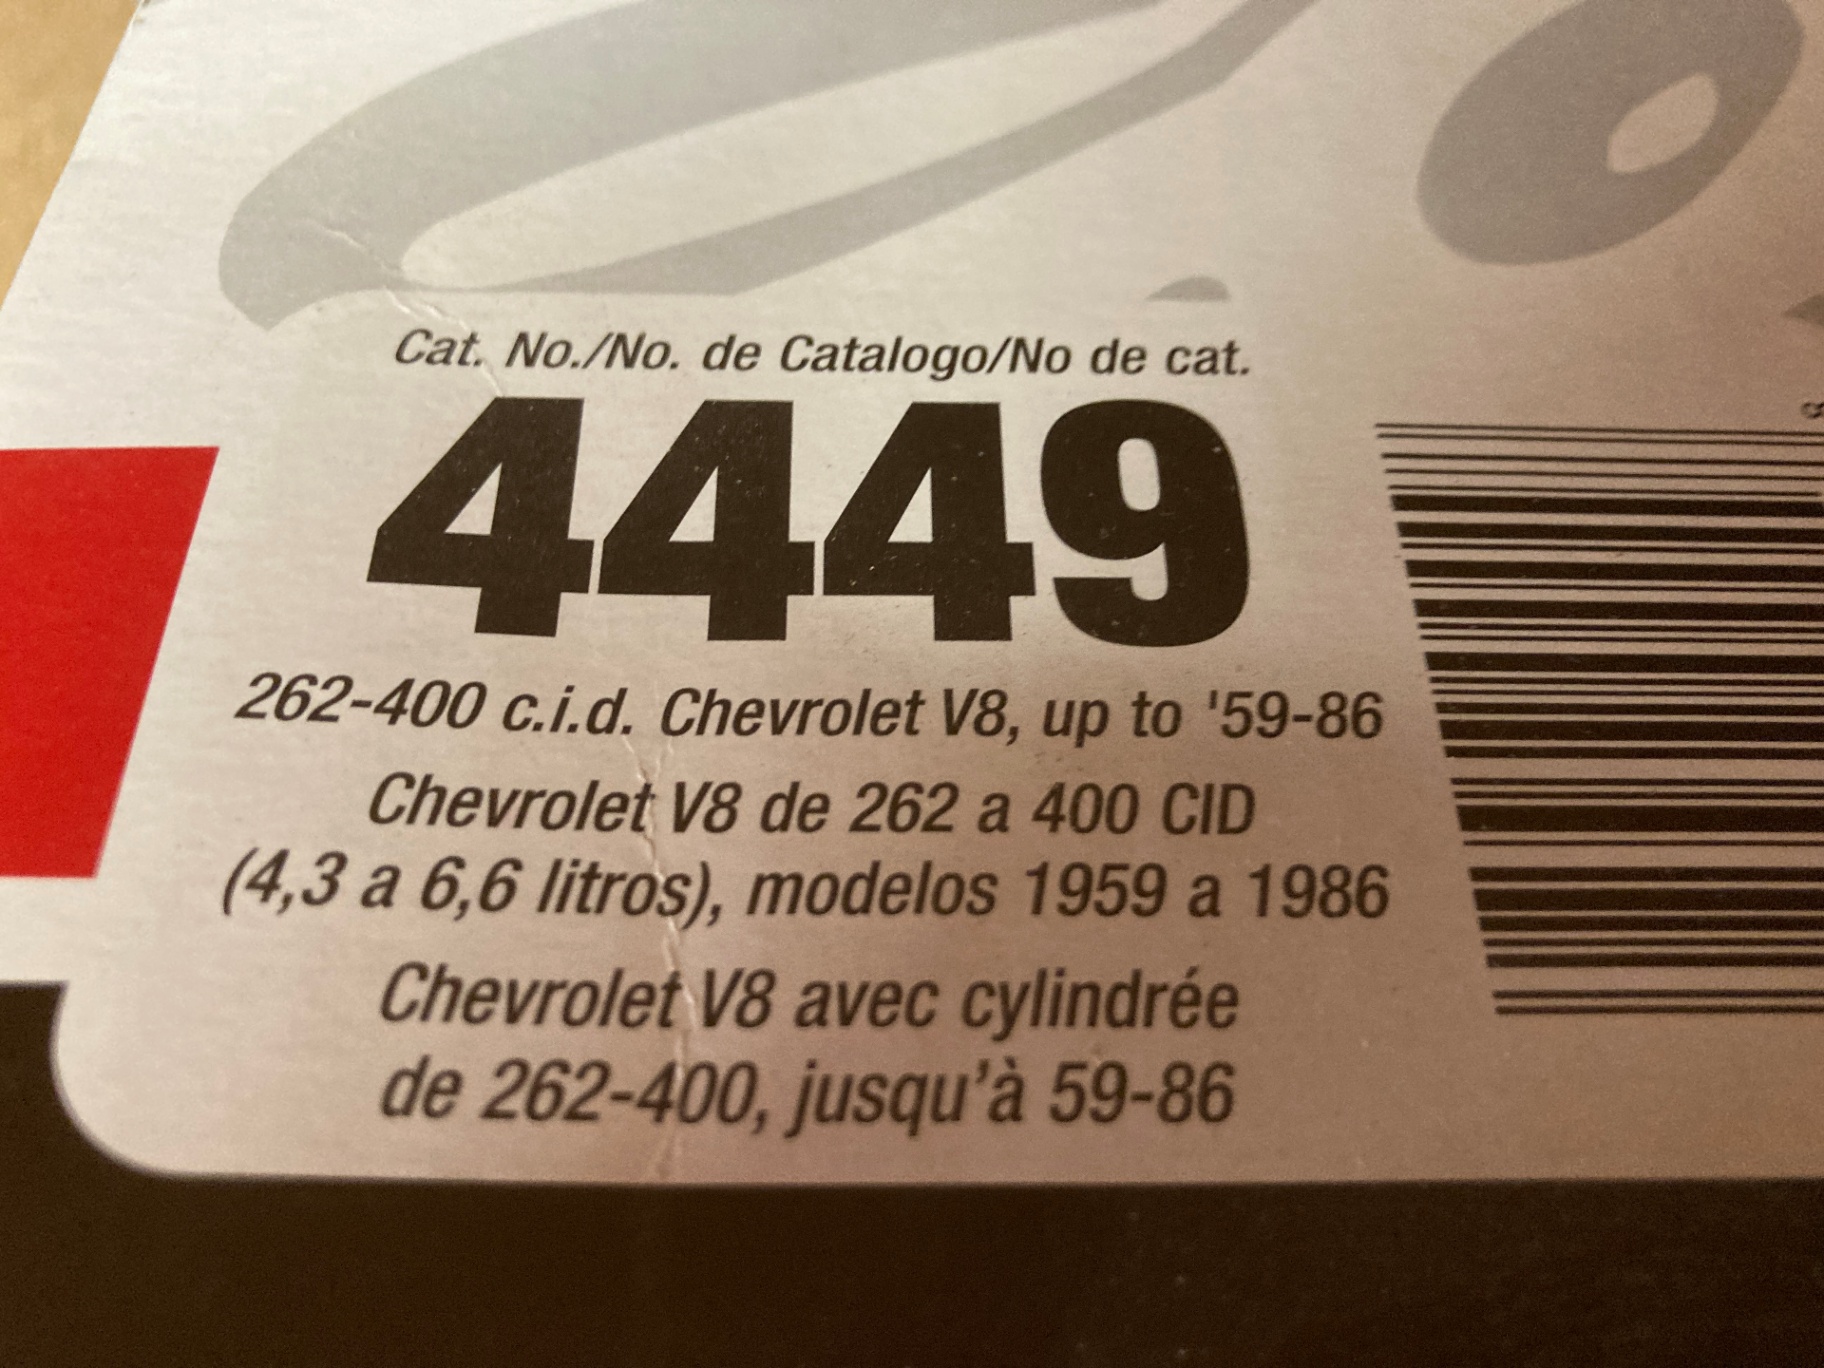 Cat. No./No. de Catalogo/No de cat.
4449
262-400 c.i.d. Chevrolet V8, up to '59-86
Chevrolet V8 de 262 a 400 CID
(4,3 a 6,6 litros), modelos 1959 a 1986
Chevrolet V8 avec cylindrée
de 262-400, jusqu’à 59-86